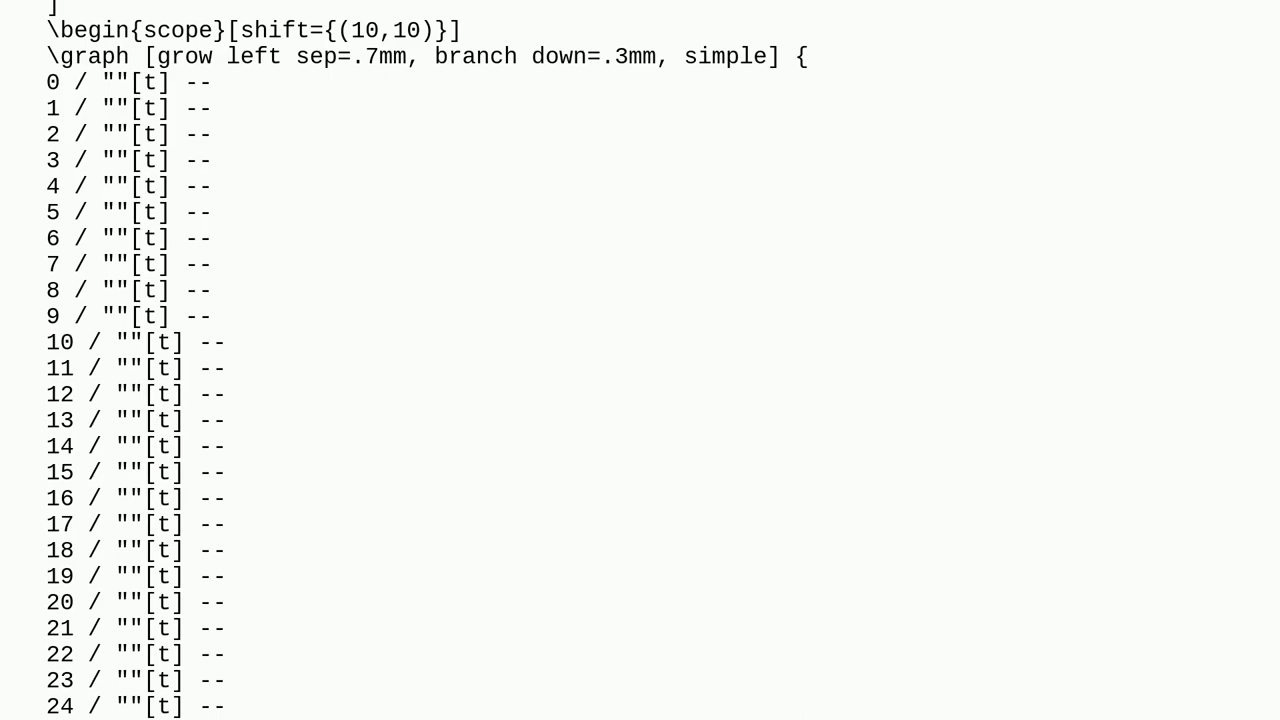 ]
\begin{scope}[shift={(10,10)}]
\graph [grow left sep=.7mm, branch down=.3mm, simple] {
0 / ""[t] --
1 / ""[t] --
2 / ""[t] --
3 / ""[t] --
4 / ""[t] --
5 / ""[t] --
6 / ""[t] --
7 / ""[t] --
8 / ""[t] --
9 / ""[t] --
10 / ""[t] --
11 / ""[t] --
12 / ""[t] --
13 / ""[t] --
14 / ""[t] --
15 / ""[t] --
16 / ""[t] --
17 / ""[t] --
18 / ""[t] --
19 / ""[t] --
20 / ""[t] --
21 / ""[t] --
22 / ""[t] --
23 / ""[t] --
24 / ""[t] --